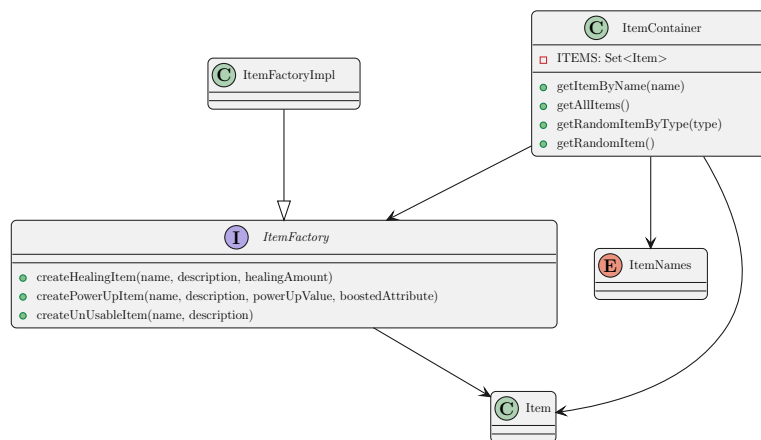 C ItemContainer
ITEMS: Set<Item>
getItemByName(name)
getAllItems()
getRandomItemByType(type)
getRandomItem()
C ItemFactoryImpl
I ItemFactory
createHealingItem(name, description, healingAmount)
createPowerUpItem(name, description, powerUpValue, boostedAttribute)
createUnUsableItem(name, description)
E ItemNames
C Item